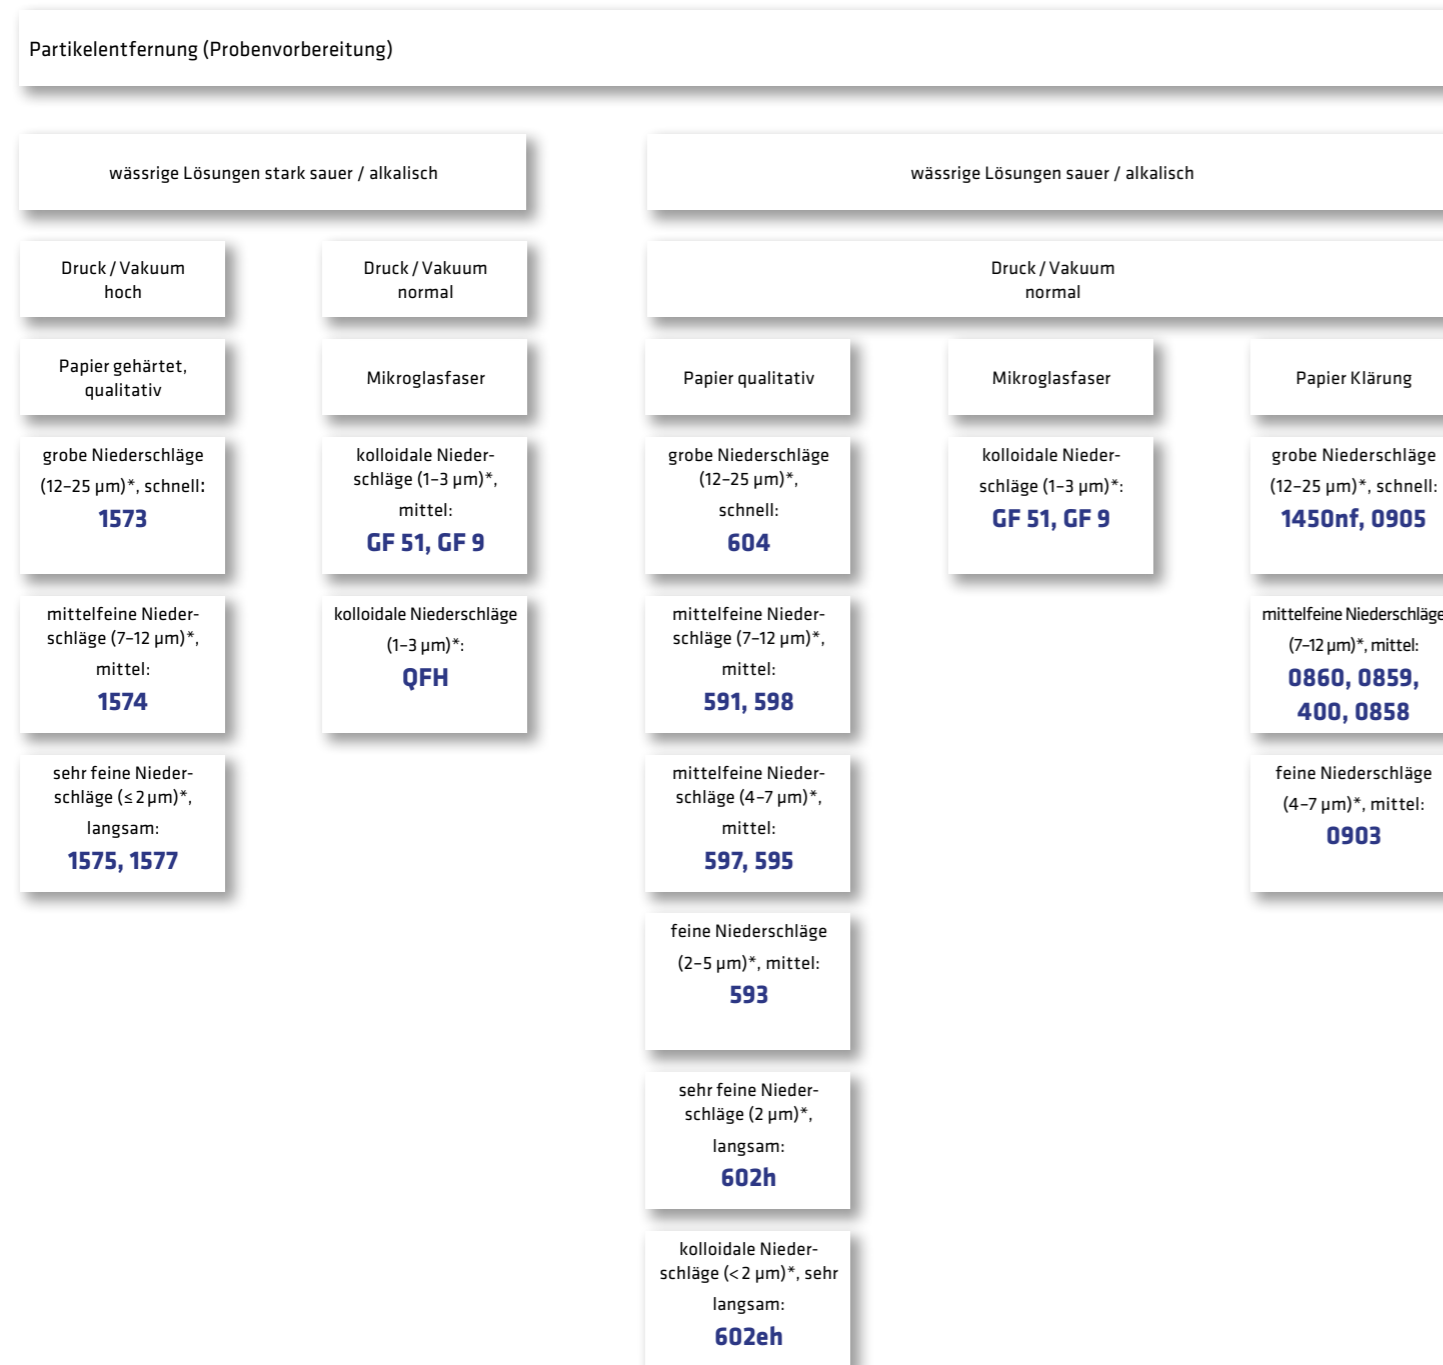 Partikelentfernung (Probenvorbereitung)
wässrige Lösungen stark sauer / alkalisch
wässrige Lösungen sauer / alkalisch
Druck / Vakuum
hoch
Druck / Vakuum
normal
Druck / Vakuum
normal
Papier gehärtet,
qualitativ
Mikroglasfaser
Papier qualitativ
Mikroglasfaser
Papier Klärung
grobe Niederschläge
(12–25 µm)*, schnell:
1573
kolloidale Nieder-
schläge (1–3 µm)*,
mittel:
GF 51, GF 9
grobe Niederschläge
(12–25 µm)*,
schnell:
604
kolloidale Nieder-
schläge (1–3 µm)*:
GF 51, GF 9
grobe Niederschläge
(12–25 µm)*, schnell:
1450nf, 0905
mittelfeine Nieder-
schläge (7–12 µm)*,
mittel:
1574
kolloidale Niederschläge
(1–3 µm)*:
QFH
mittelfeine Nieder-
schläge (7–12 µm)*,
mittel:
591, 598
mittelfeine Niederschläge
(7–12 µm)*, mittel:
0860, 0859,
400, 0858
sehr feine Nieder-
schläge (≤ 2 µm)*,
langsam:
1575, 1577
mittelfeine Nieder-
schläge (4–7 µm)*,
mittel:
597, 595
feine Niederschläge
(4–7 µm)*, mittel:
0903
feine Niederschläge
(2–5 µm)*, mittel:
593
sehr feine Nieder-
schläge (2 µm)*,
langsam:
602h
kolloidale Nieder-
schläge (< 2 µm)*, sehr
langsam:
602eh